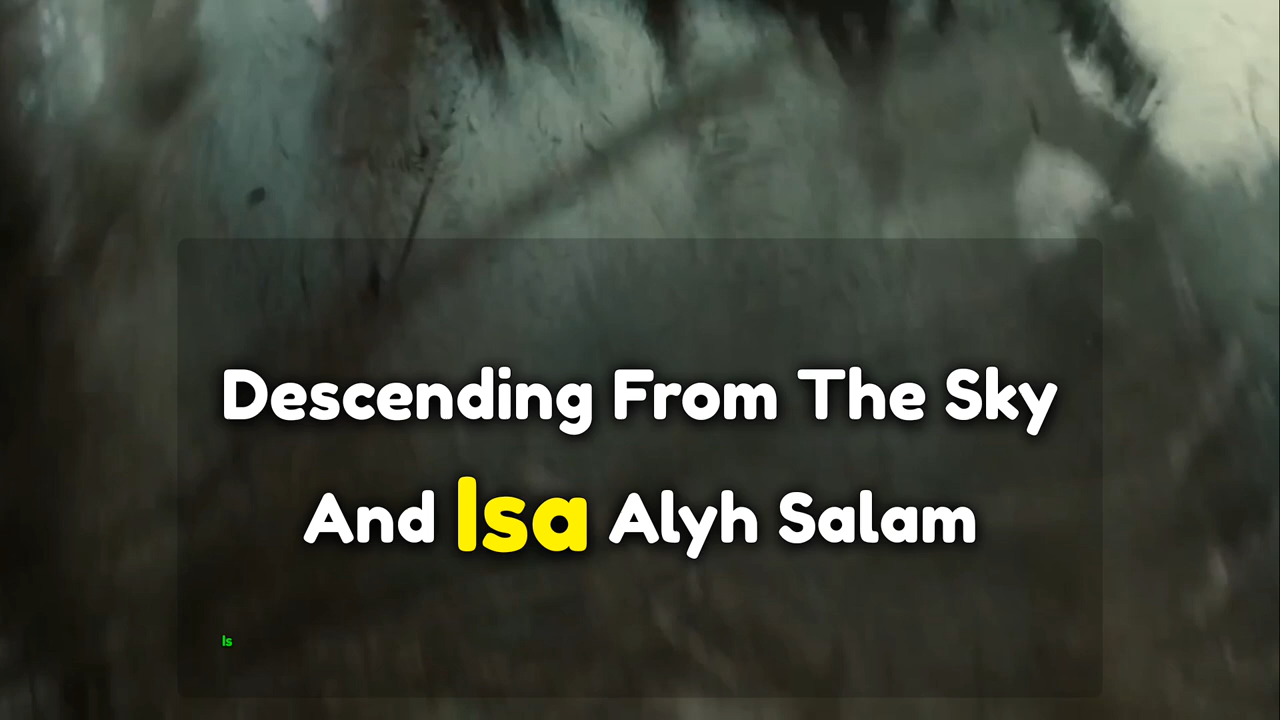 Descending From The Sky
And Isa Alyh Salam
Is